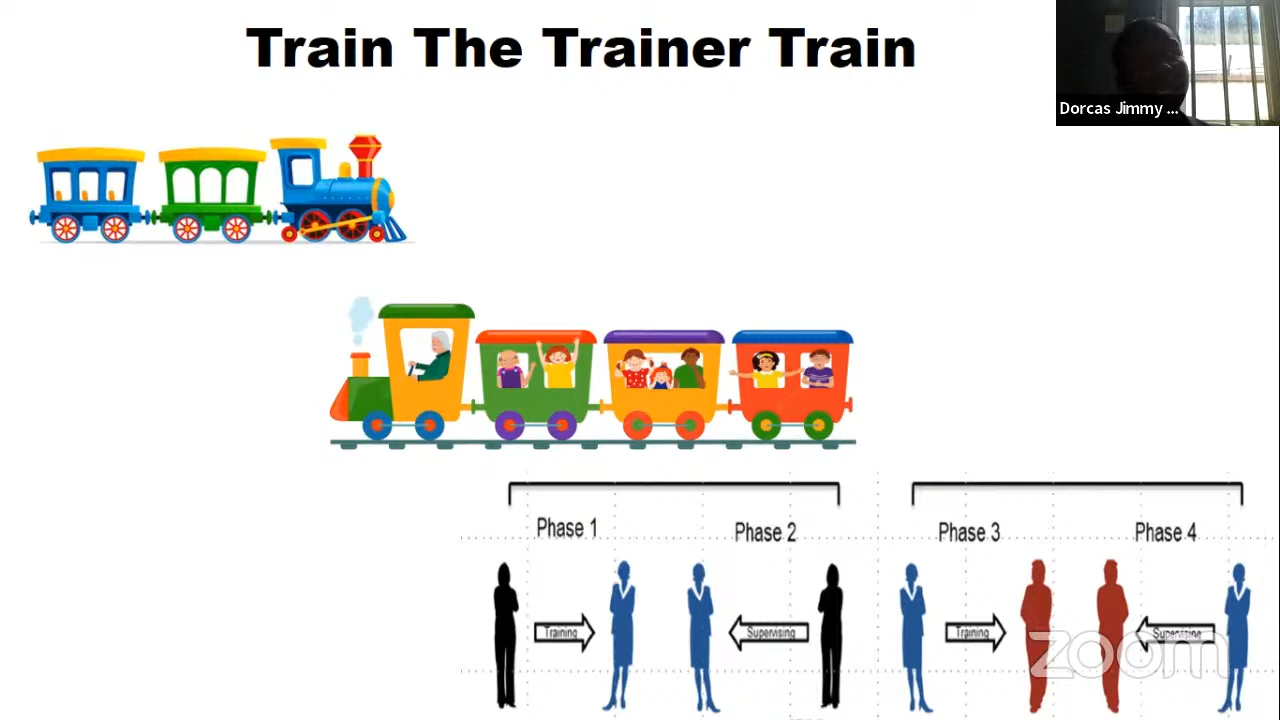 Train The Trainer Train
Dorcas Jimmy ...
Phase 1
Phase 2
Phase 3
Phase 4
Training
Supervising
Training
Supervising
zoom